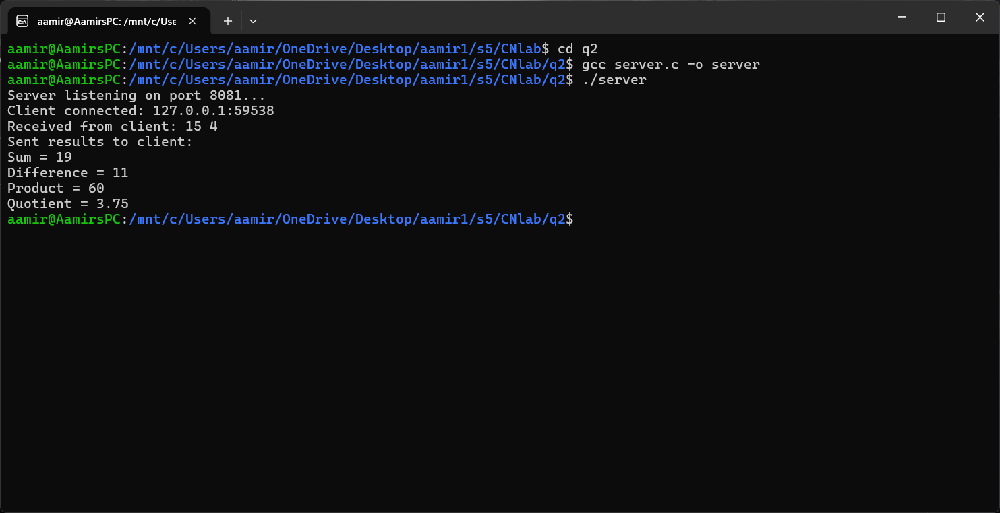 aamir@AamirsPC: /mnt/c/Use
aamir@AamirsPC:/mnt/c/Users/aamir/OneDrive/Desktop/aamir1/s5/CNlab$ cd q2
aamir@AamirsPC:/mnt/c/Users/aamir/OneDrive/Desktop/aamir1/s5/CNlab/q2$ gcc server.c -o server
aamir@AamirsPC:/mnt/c/Users/aamir/OneDrive/Desktop/aamir1/s5/CNlab/q2$ ./server
Server listening on port 8081...
Client connected: 127.0.0.1:59538
Received from client: 15 4
Sent results to client:
Sum = 19
Difference = 11
Product = 60
Quotient = 3.75
aamir@AamirsPC:/mnt/c/Users/aamir/OneDrive/Desktop/aamir1/s5/CNlab/q2$